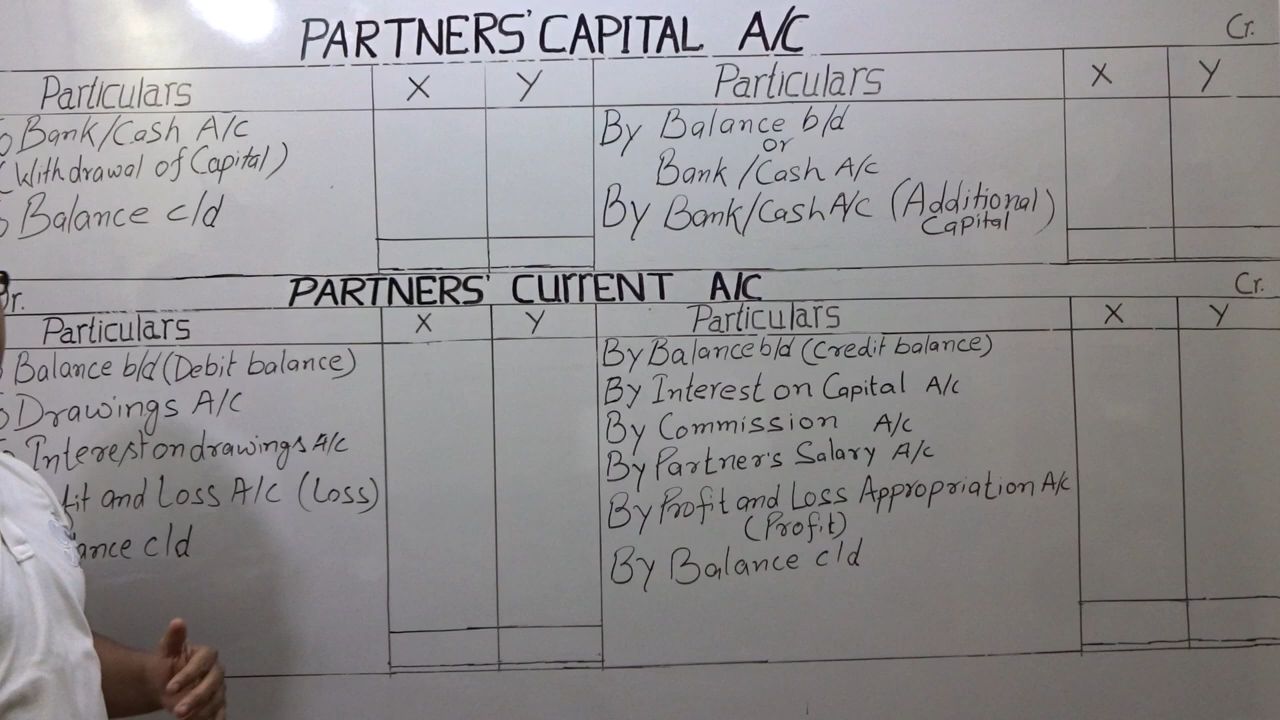 PARTNERS' CAPITAL A/C
Cr.
Particulars X Y Particulars X Y
Bank/Cash A/c
(Withdrawal of Capital)
Balance c/d
By Balance b/d
or
Bank /Cash A/c
By Bank/Cash A/c (Additional
Capital)
Dr. PARTNERS' CurrENT A/C Cr.
Particulars X Y Particulars X Y
Balance b/d (Debit balance)
Drawings A/C
Interest on drawings A/c
fit and Loss A/C (Loss)
ance c/d
By Balance b/d (Credit balance)
By Interest on Capital A/c
By Commission A/c
By Partner's Salary A/c
By Profit and Loss Appropriation A/c
(Profit)
By Balance c/d